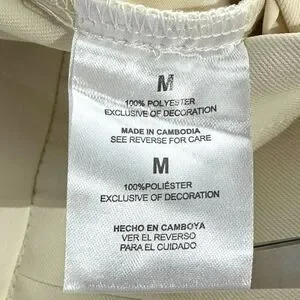 M
100% POLYESTER
EXCLUSIVE OF DECORATION
MADE IN CAMBODIA
SEE REVERSE FOR CARE
M
100%POLIÉSTER
EXCLUSIVE OF DECORATION
HECHO EN CAMBOYA
VER EL REVERSO
PARA EL CUIDADO